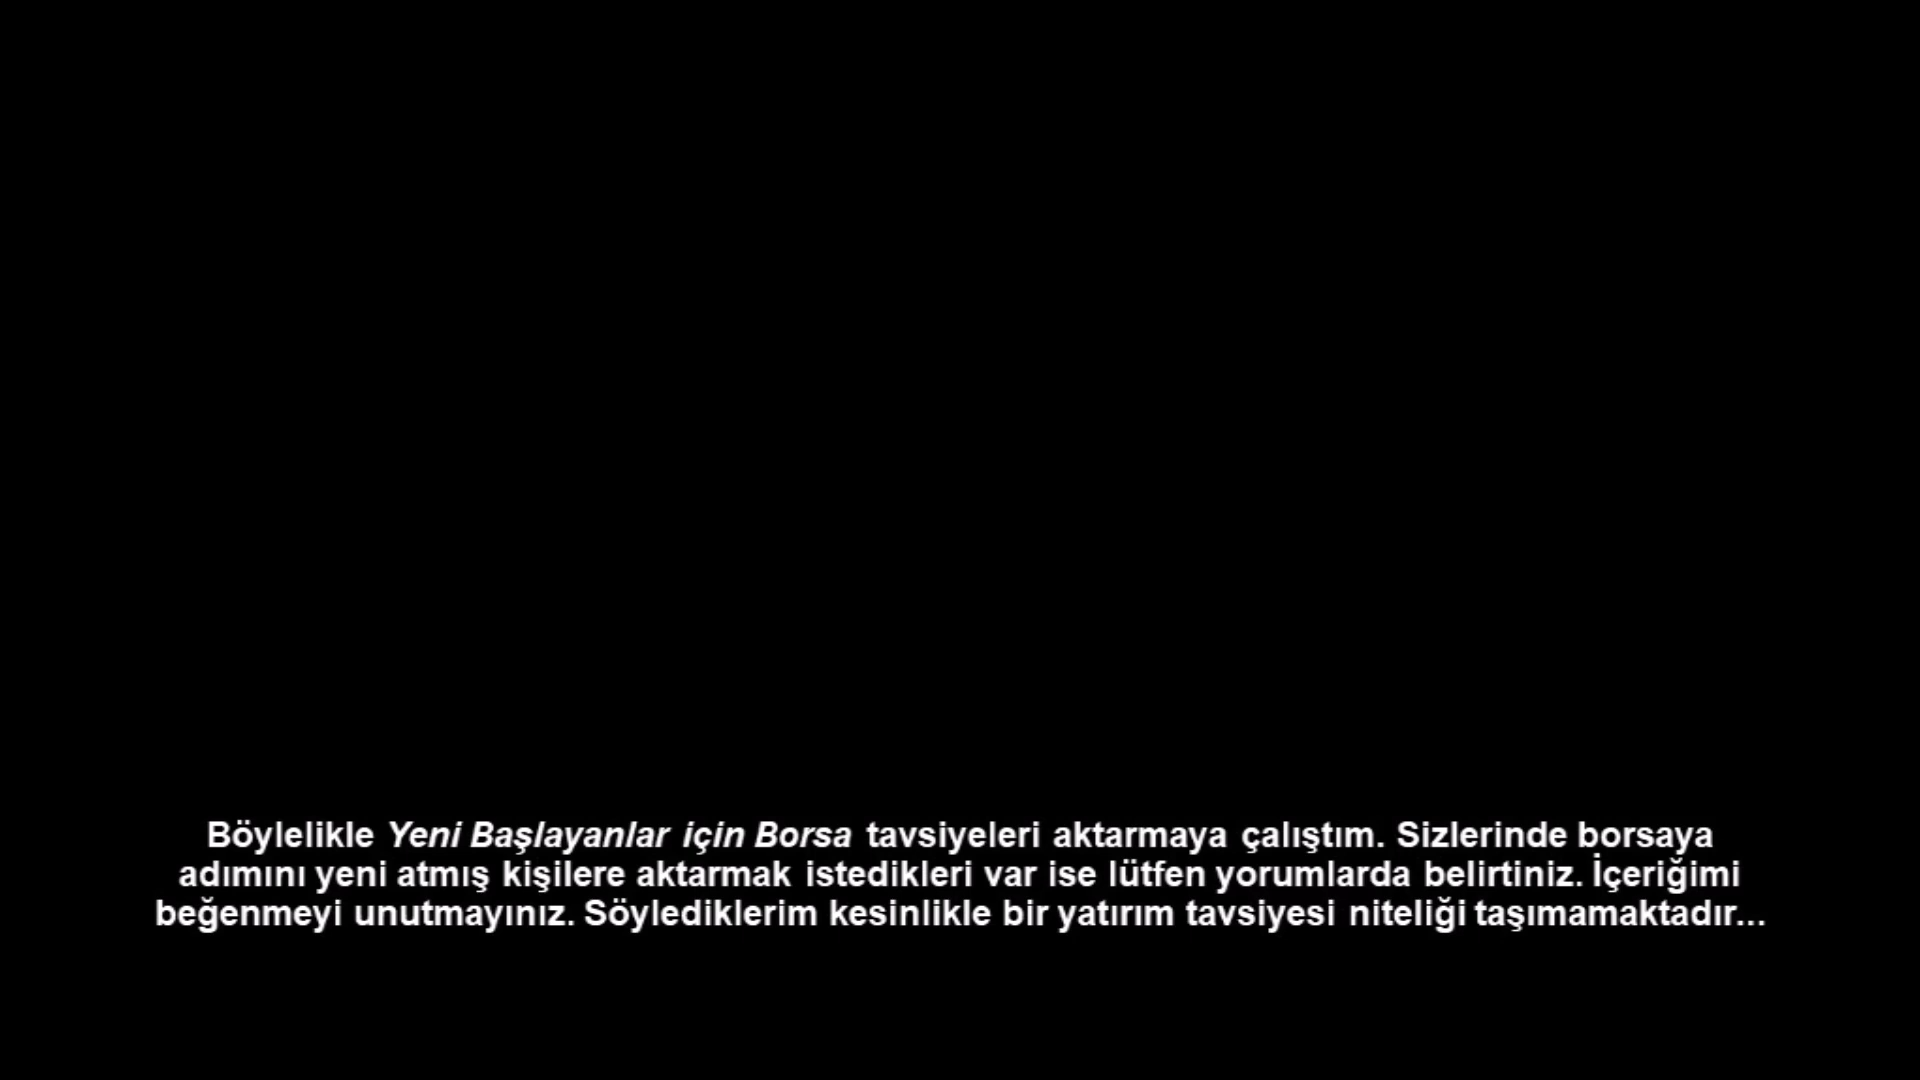 Böylelikle Yeni Başlayanlar için Borsa tavsiyeleri aktarmaya çalıştım. Sizlerinde borsaya
adımını yeni atmış kişilere aktarmak istedikleri var ise lütfen yorumlarda belirtiniz. İçeriğimi
beğenmeyi unutmayınız. Söylediklerim kesinlikle bir yatırım tavsiyesi niteliği taşımamaktadır...